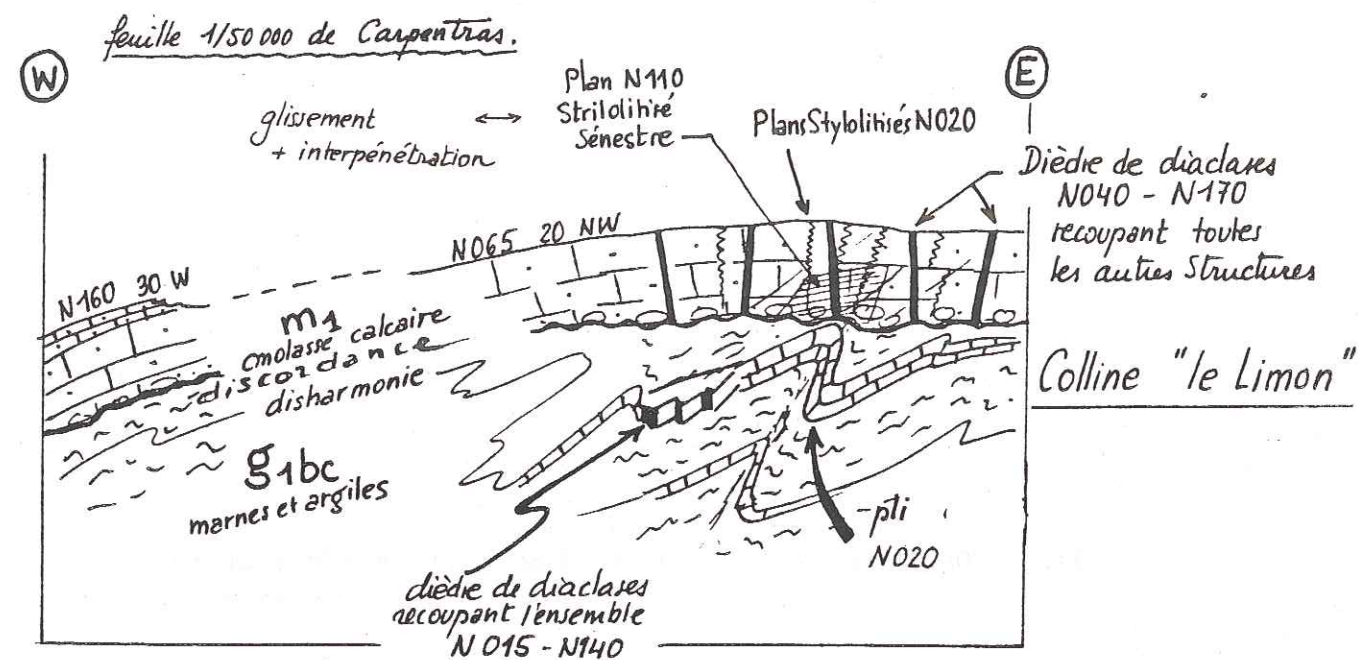 feuille 1/50 000 de Carpentras.
W
E
glissement
+ interpénétration
↔
Plan N110
Strilolitiré
Sénestre
Plans Stylolitisés N020
Dièdre de diaclases
N040 - N170
recoupant toutes
les autres Structures
N160 30 W
N065 20 NW
m1
molasse calcaire
discordance
disharmonie
g1bc
marnes et argiles
Colline "le Limon"
-pli
N020
dièdre de diaclases
recoupant l'ensemble
N015 - N140